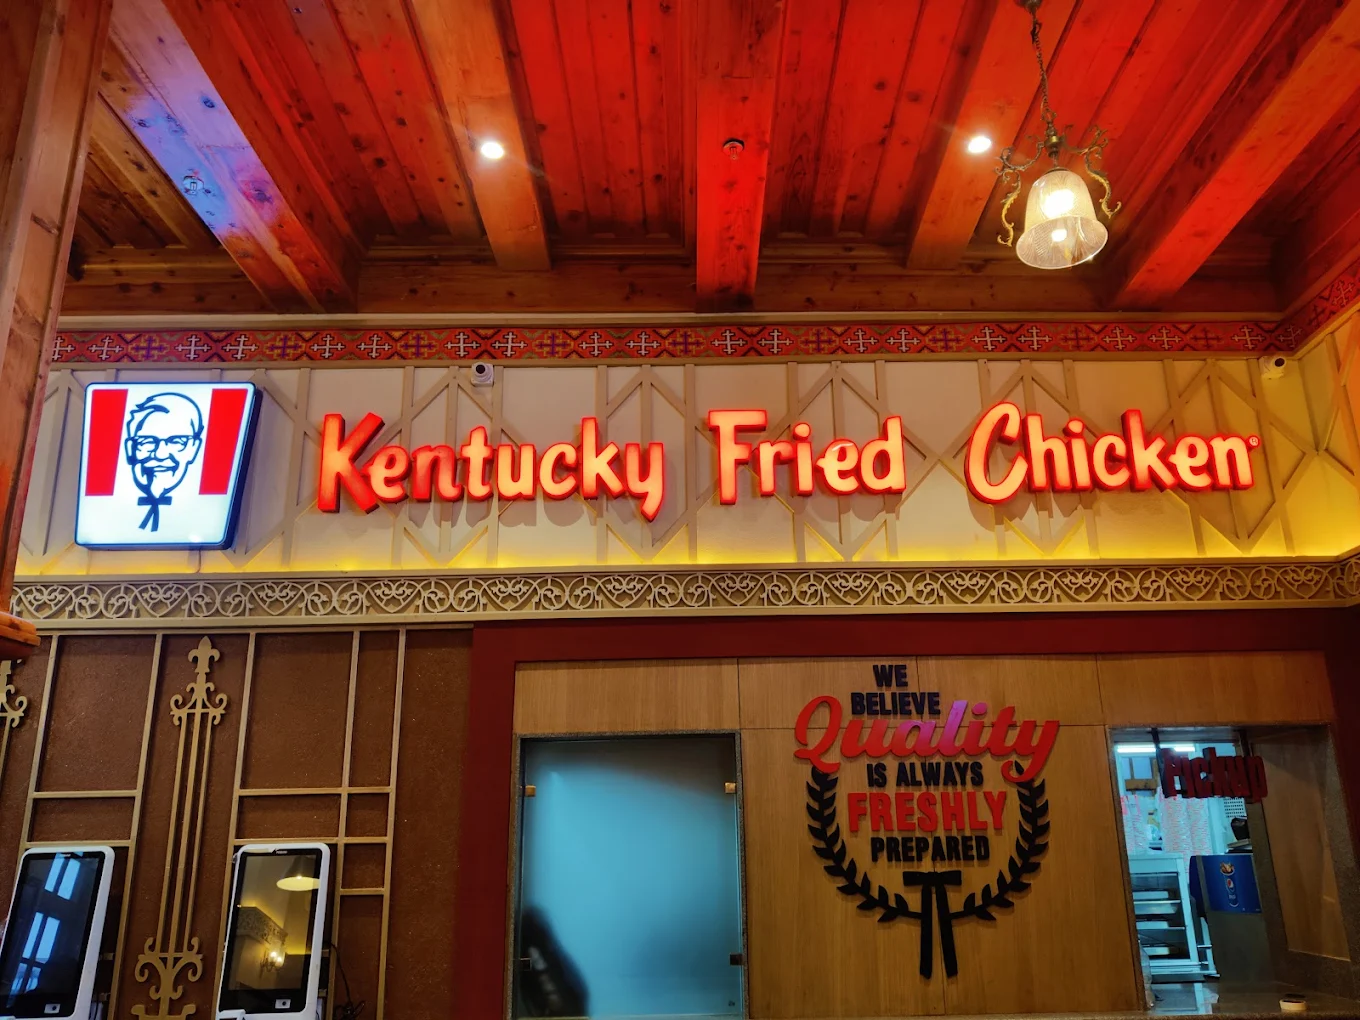 Kentucky Fried Chicken®
WE
BELIEVE
Quality
IS ALWAYS
FRESHLY
PREPARED
Pickup